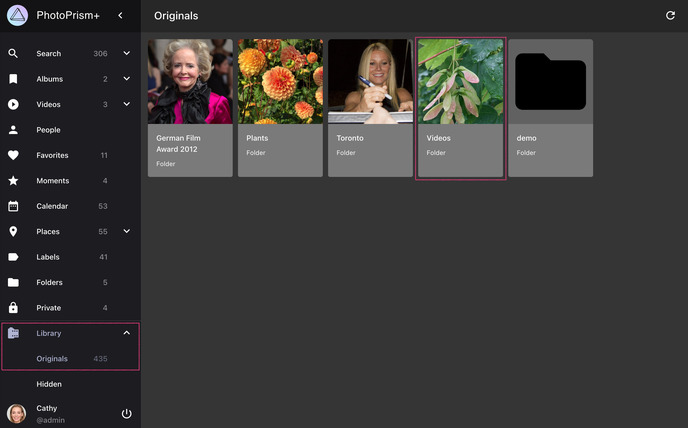 PhotoPrism+
Originals
Search 306
Albums 2
Videos 3
People
Favorites 11
Moments 4
Calendar 53
Places 55
Labels 41
Folders 5
Private 4
Library
Originals 435
Hidden
Cathy
@admin
German Film
Award 2012
Folder
Plants
Folder
Toronto
Folder
Videos
Folder
demo
Folder